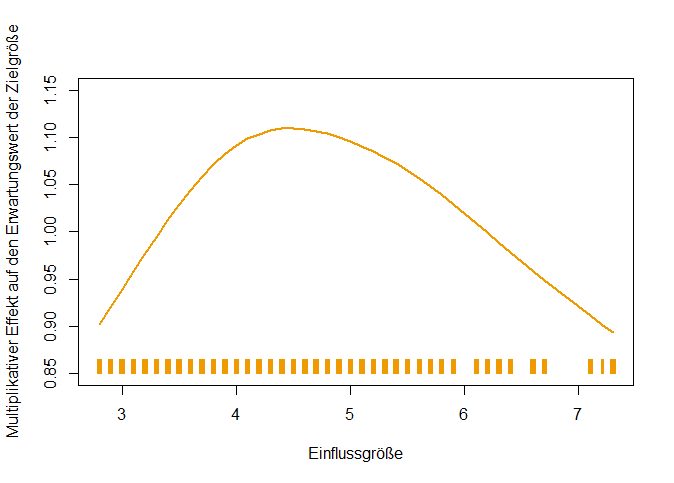 Multiplikativer Effekt auf den Erwartungswert der Zielgröße
1.15
1.10
1.05
1.00
0.95
0.90
0.85
3 4 5 6 7
Einflussgröße